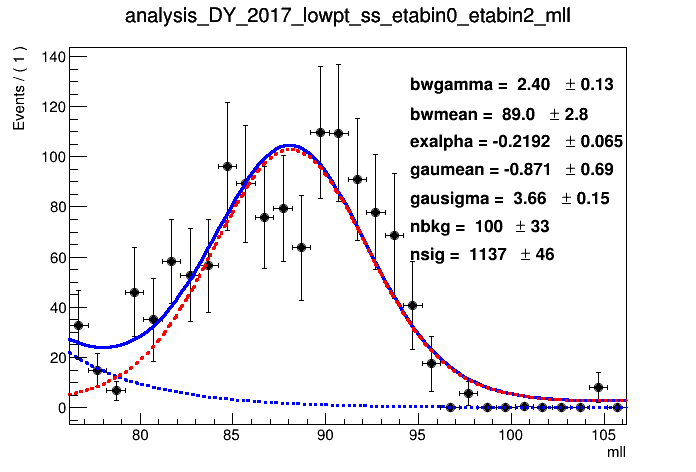 analysis_DY_2017_lowpt_ss_etabin0_etabin2_mll
Events / ( 1 )
140
120
100
80
60
40
20
0
bwgamma = 2.40 ± 0.13
bwmean = 89.0 ± 2.8
exalpha = -0.2192 ± 0.065
gaumean = -0.871 ± 0.69
gausigma = 3.66 ± 0.15
nbkg = 100 ± 33
nsig = 1137 ± 46
80 85 90 95 100 105
mll